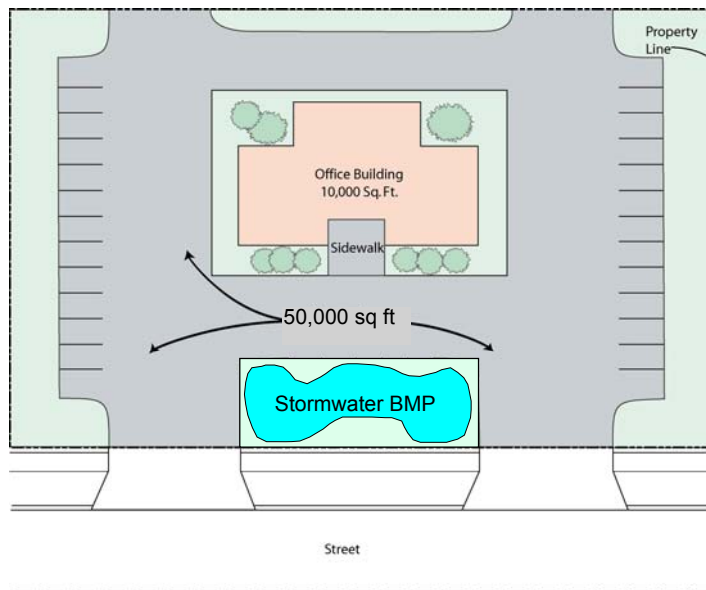 Property
Line
Office Building
10,000 Sq. Ft.
Sidewalk
50,000 sq ft
Stormwater BMP
Street